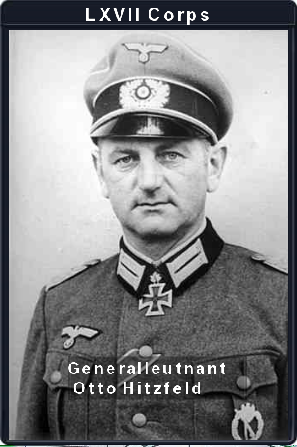 LXVII Corps
Generalleutnant
Otto Hitzfeld